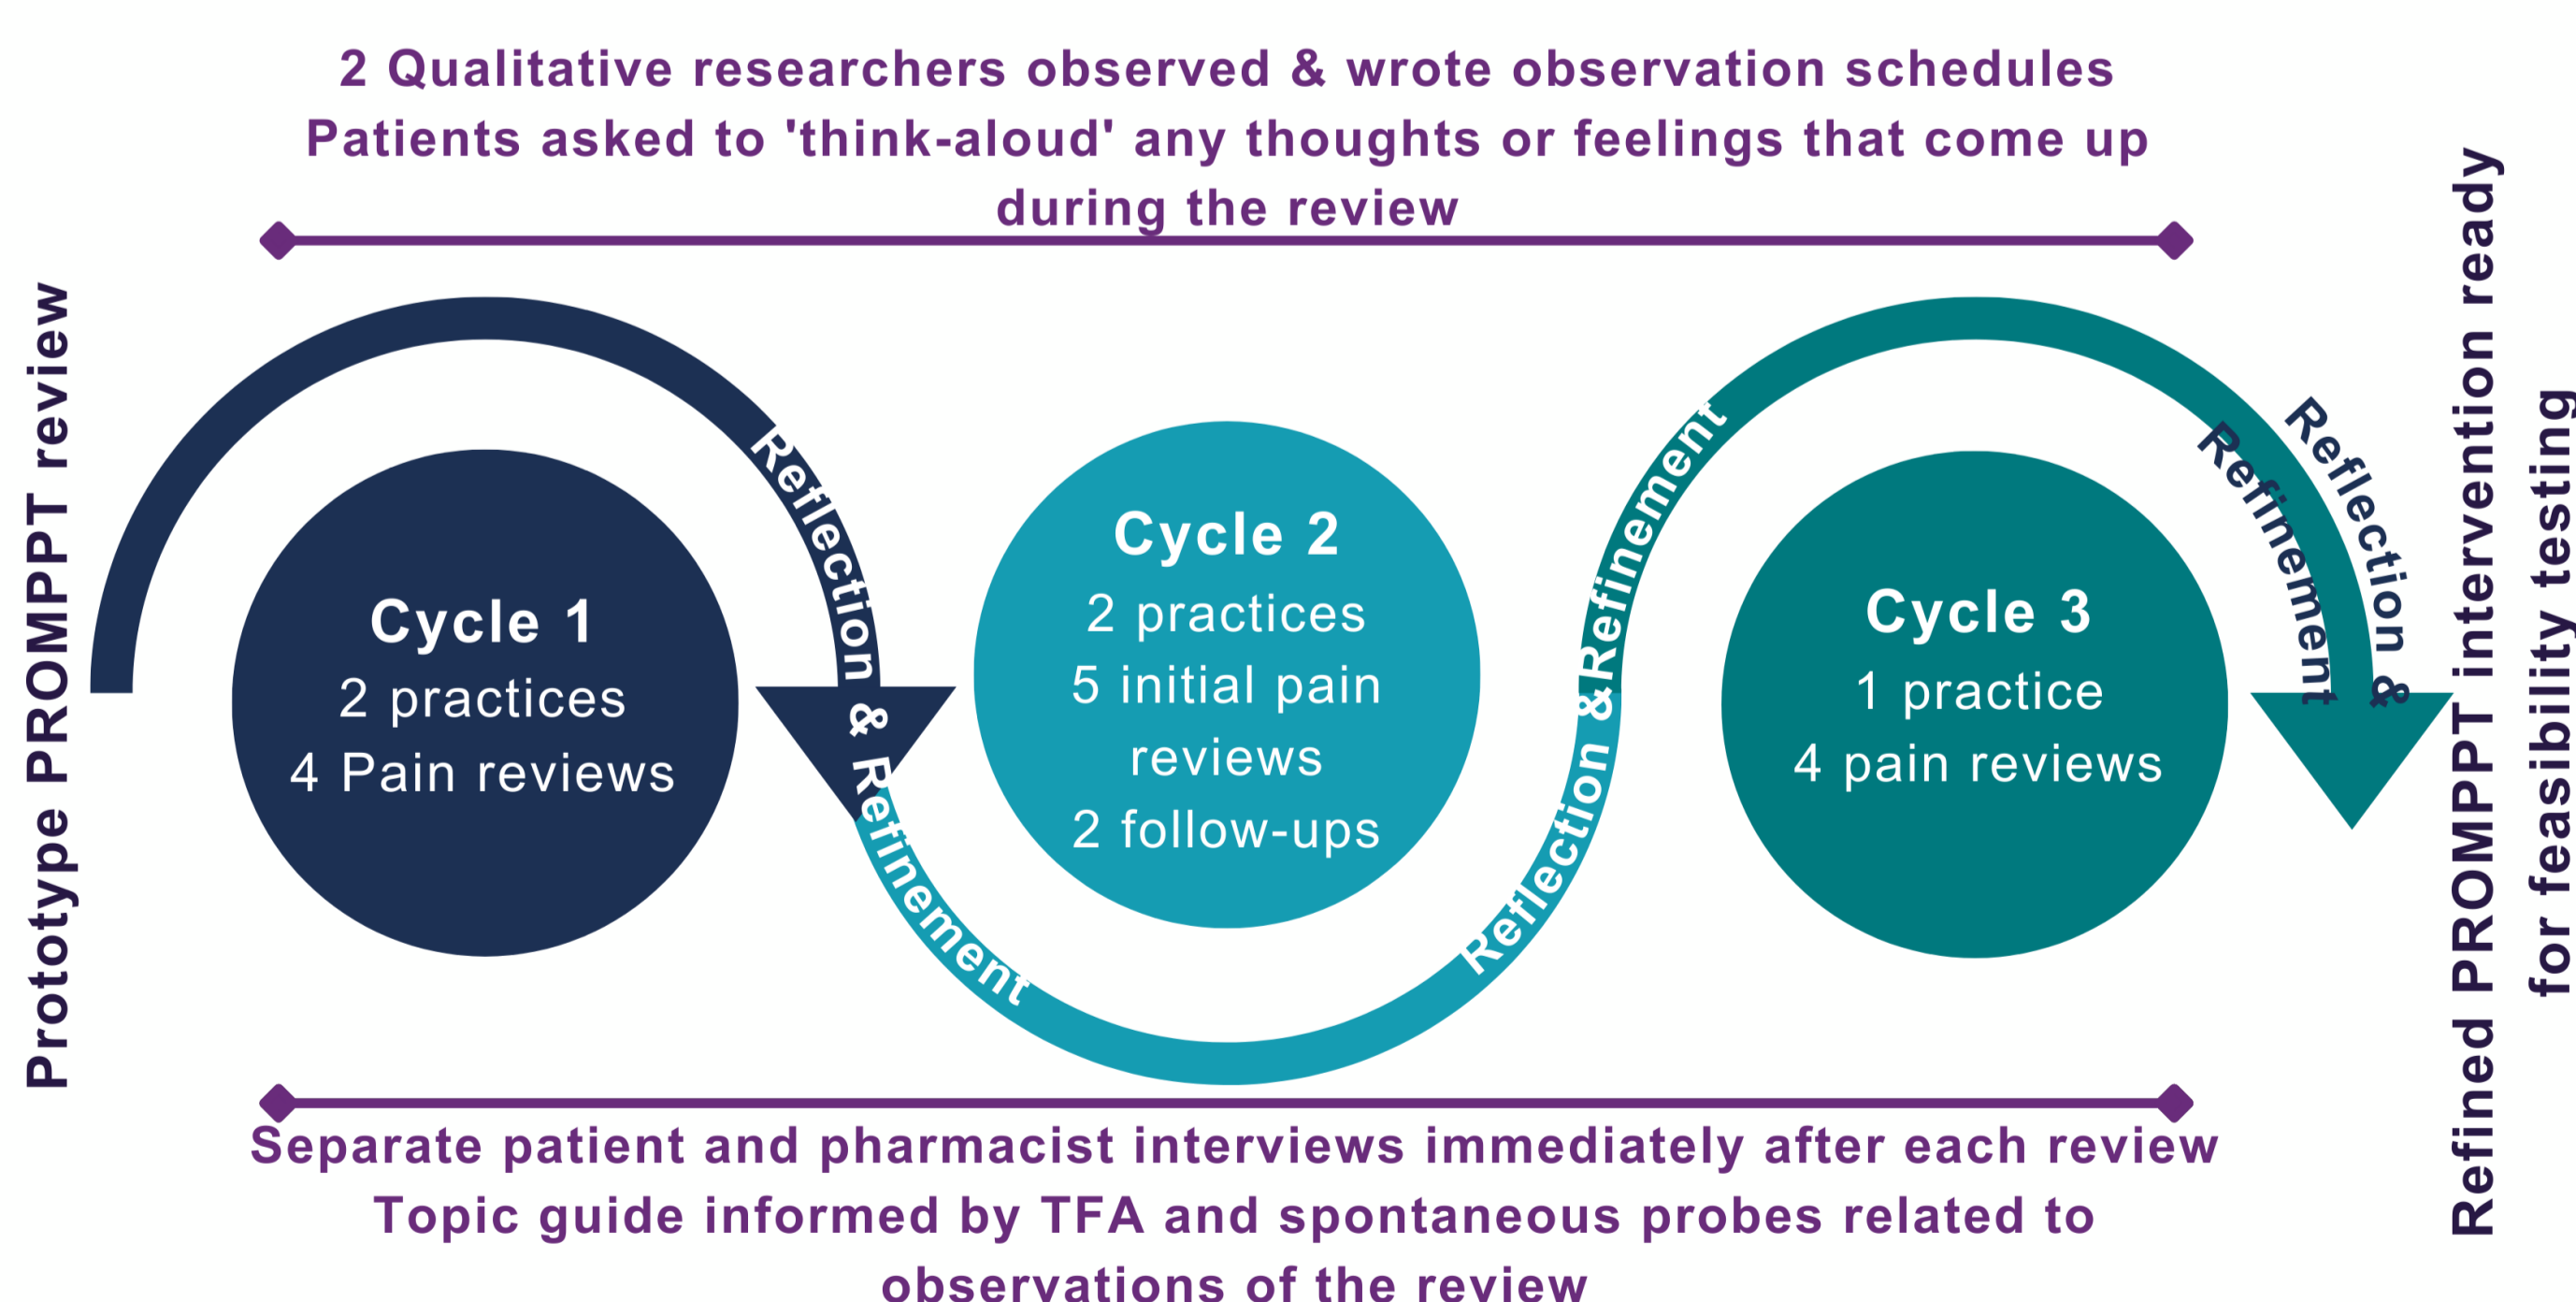 2 Qualitative researchers observed & wrote observation schedules
Patients asked to 'think-aloud' any thoughts or feelings that come up
during the review
Prototype PROMPPT review
Cycle 1
2 practices
4 Pain reviews
Reflection & Refinement
Cycle 2
2 practices
5 initial pain
reviews
2 follow-ups
Reflection &Refinement
Cycle 3
1 practice
4 pain reviews
Reflection &
Refinement
Refined PROMPPT intervention ready
for feasibility testing
Separate patient and pharmacist interviews immediately after each review
Topic guide informed by TFA and spontaneous probes related to
observations of the review